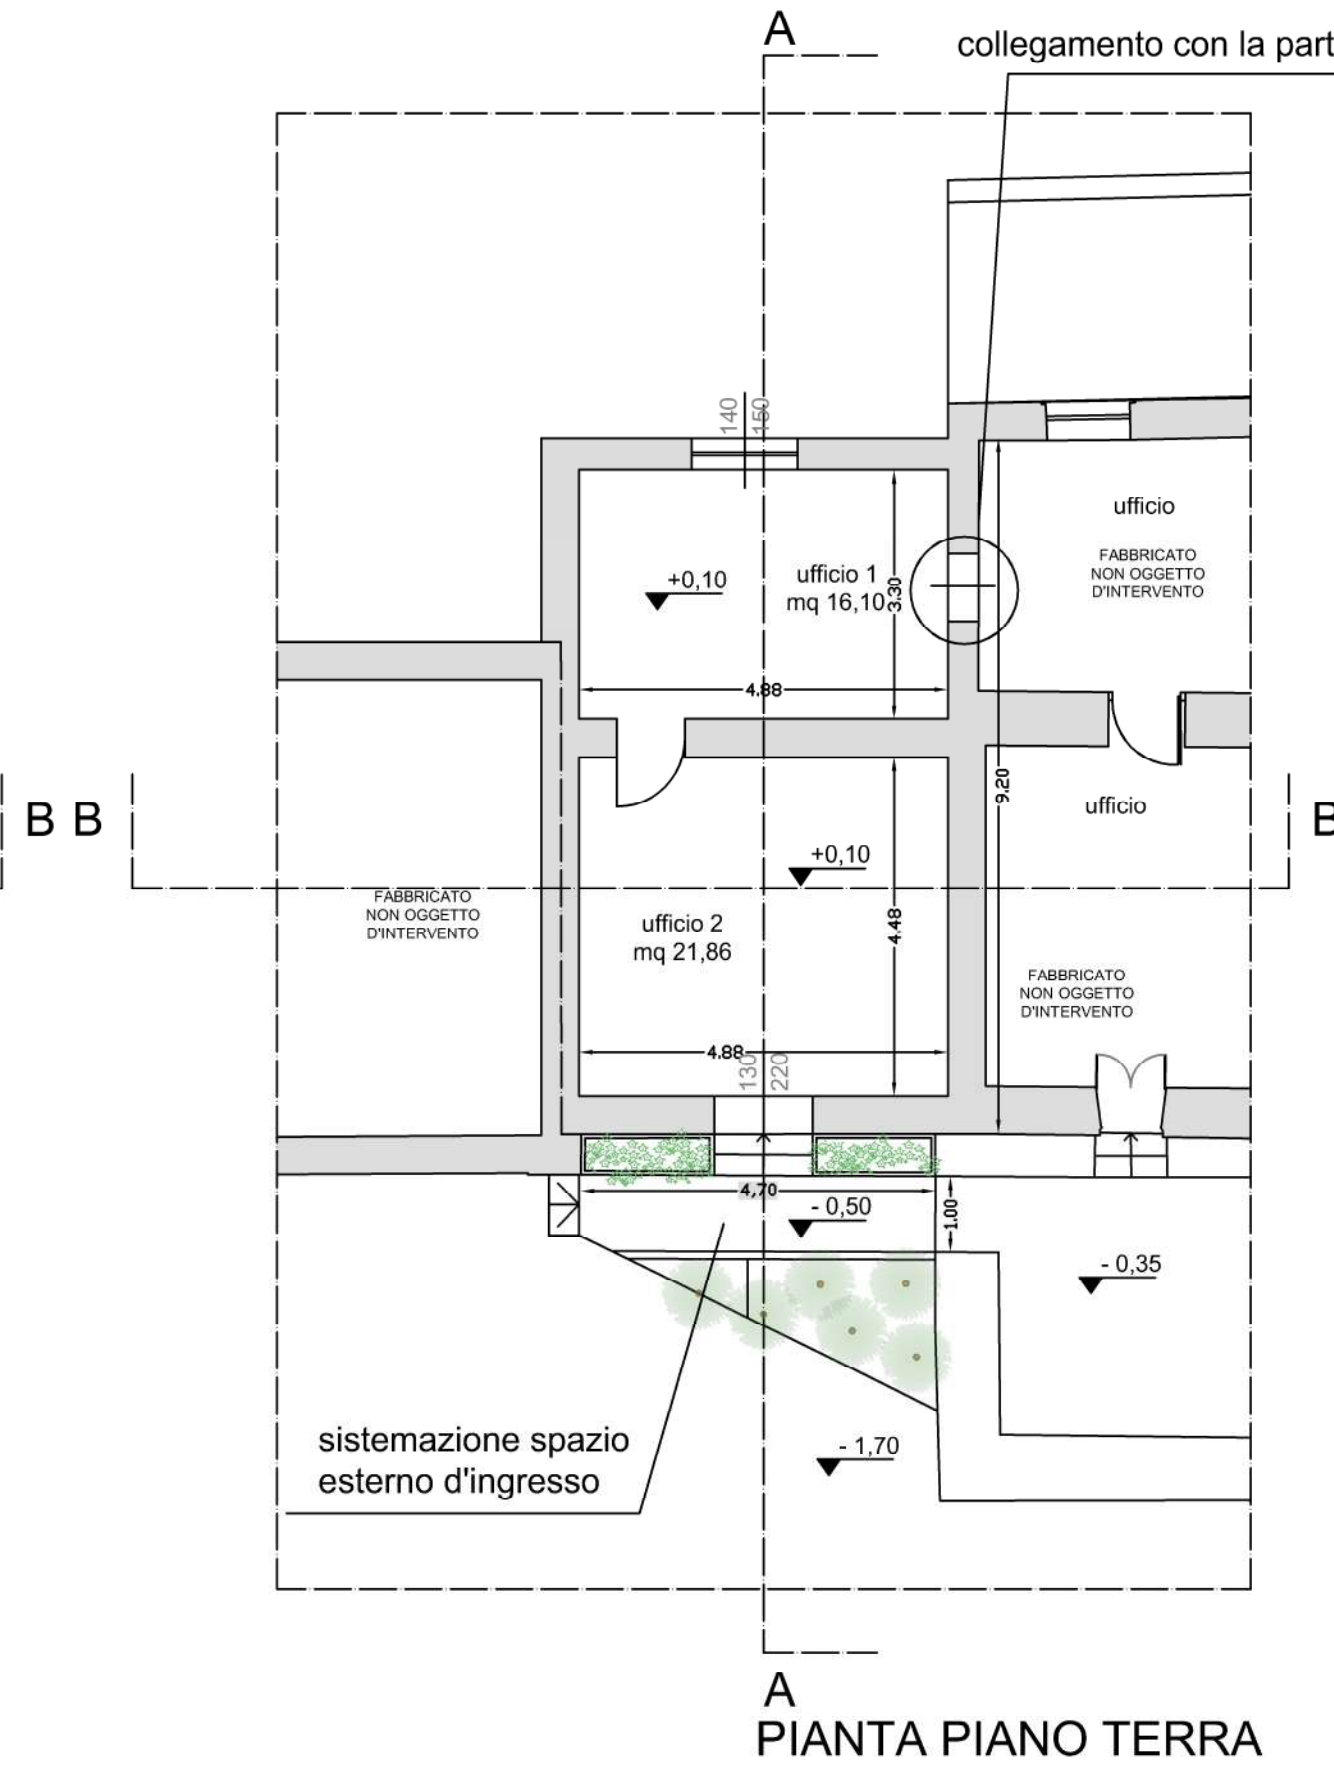 A
collegamento con la part
140
150
ufficio
FABBRICATO
NON OGGETTO
D'INTERVENTO
+0,10
ufficio 1
mq 16,10
3.30
4.88
9.20
B B
B
ufficio
+0,10
FABBRICATO
NON OGGETTO
D'INTERVENTO
ufficio 2
mq 21,86
4.48
FABBRICATO
NON OGGETTO
D'INTERVENTO
4.88
130
220
4,70
- 0,50
1.00
- 0,35
sistemazione spazio
esterno d'ingresso
- 1,70
A
PIANTA PIANO TERRA